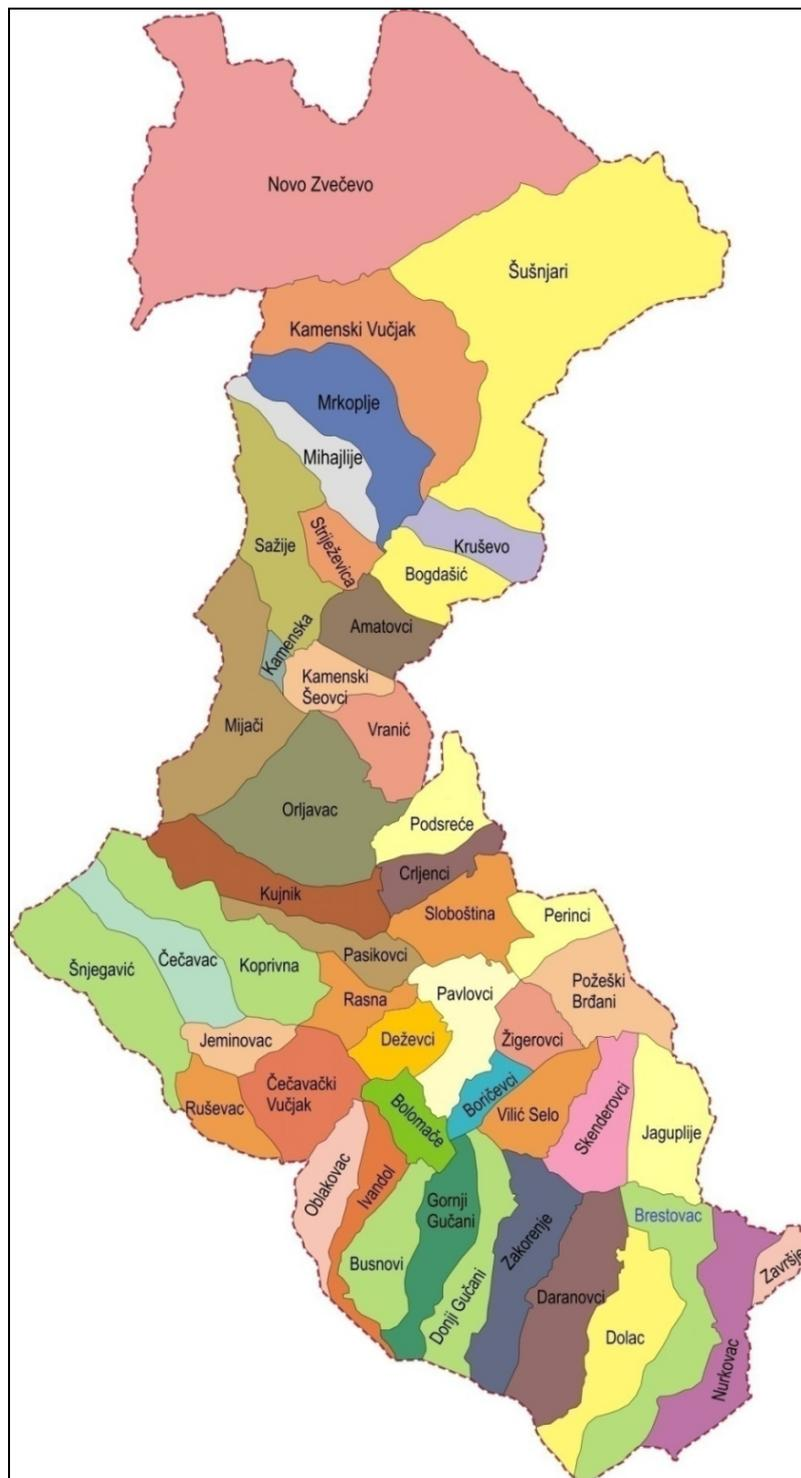 Novo Zvečevo
Šušnjari
Kamenski Vučjak
Mrkoplje
Mihajlije
Sažije
Striježevica
Kruševo
Bogdašić
Amatovci
Kamenska
Kamenski
Šeovci
Mijači
Vranić
Orljavac
Podsreće
Crljenci
Kujnik
Sloboština
Perinci
Šnjegavić
Čečavac
Koprivna
Pasikovci
Požeški
Brđani
Rasna
Pavlovci
Jeminovac
Deževci
Žigerovci
Čečavački
Vučjak
Ruševac
Bolomače
Boričevci
Vilić Selo
Skenderovci
Jaguplije
Oblakovac
Ivandol
Gornji
Gučani
Busnovi
Donji Gučani
Zakorenje
Daranovci
Brestovac
Dolac
Nurkovac
Završje